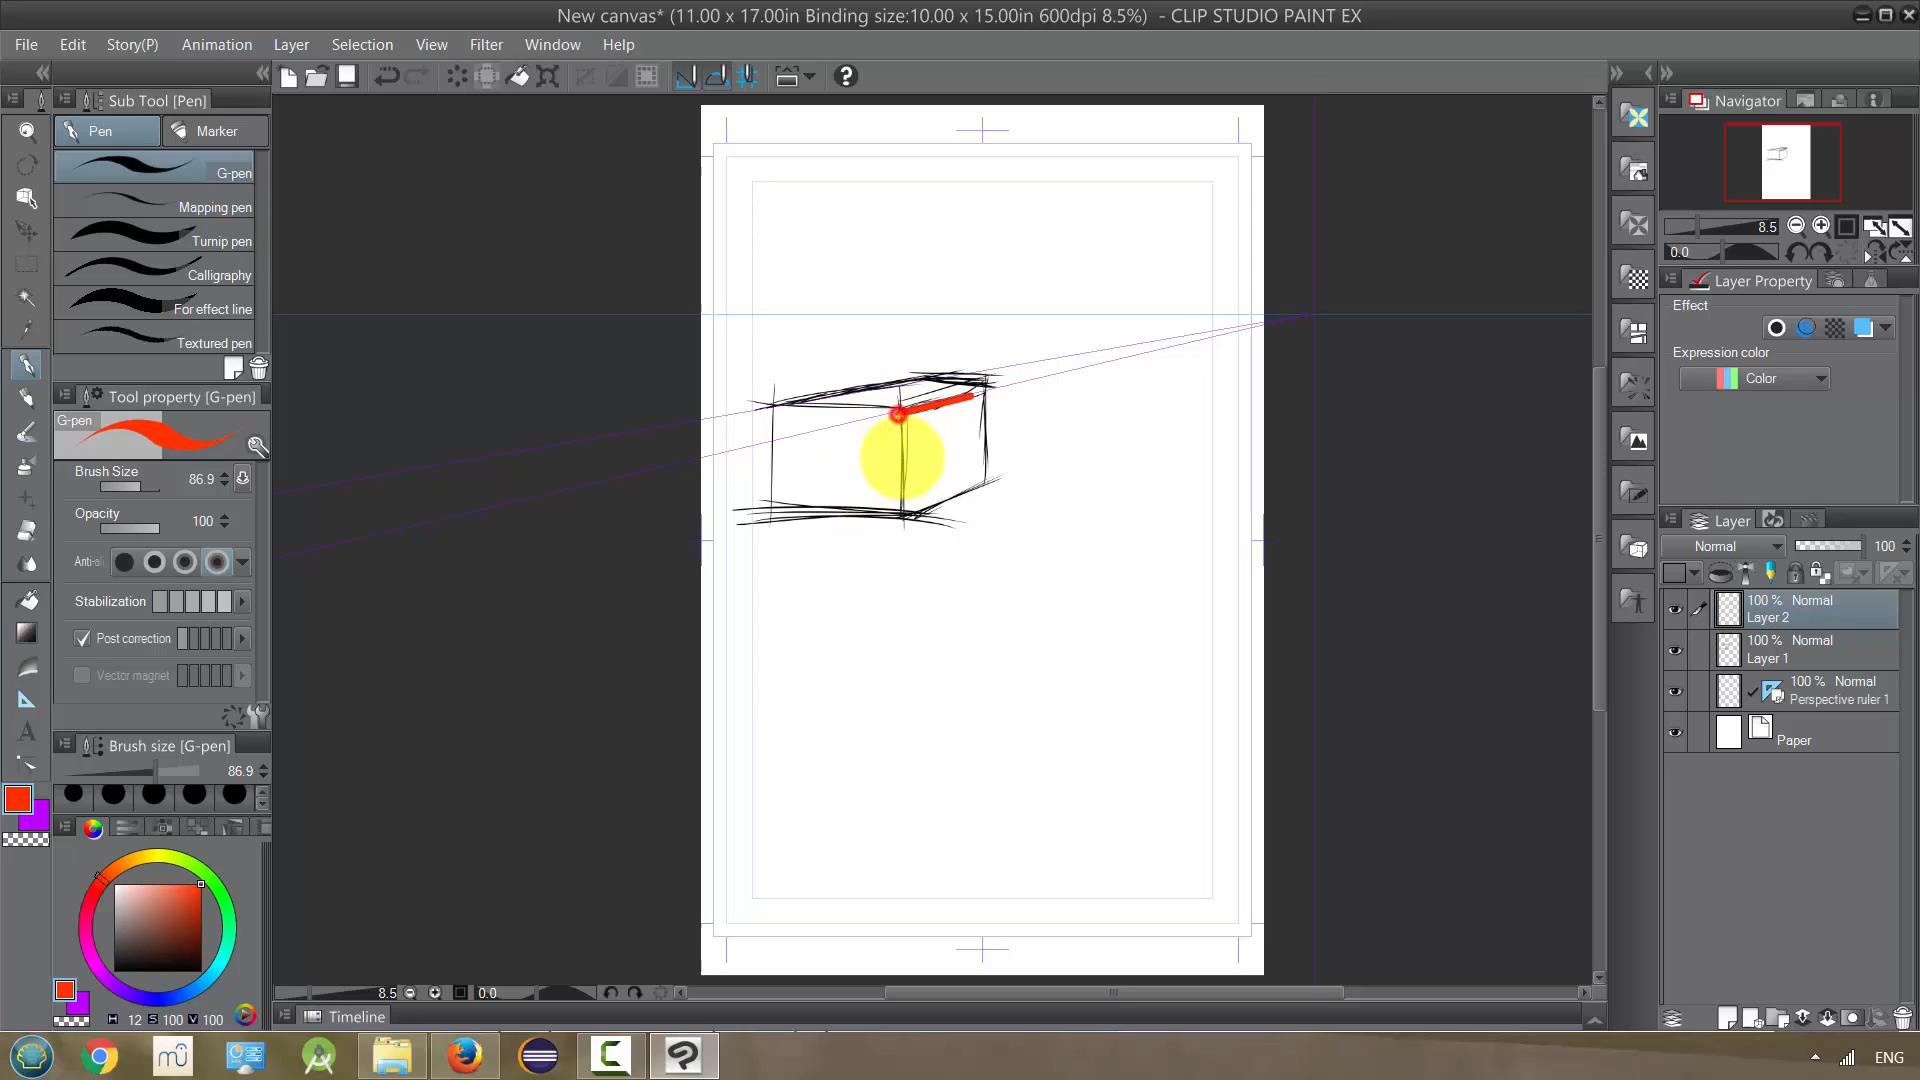 New canvas* (11.00 x 17.00in Binding size:10.00 x 15.00in 600dpi 8.5%) - CLIP STUDIO PAINT EX
File Edit Story(P) Animation Layer Selection View Filter Window Help
Sub Tool [Pen]
Pen Marker
G-pen
Mapping pen
Turnip pen
Calligraphy
For effect line
Textured pen
Tool property [G-pen]
G-pen
Brush Size 86.9
Opacity 100
Anti-ali
Stabilization
Post correction
Vector magnet
Brush size [G-pen]
86.9
H 12 S 100 V 100
8.5 0.0
Timeline
Navigator
8.5
0.0
Layer Property
Effect
Expression color
Color
Layer
Normal 100
100 % Normal
Layer 2
100 % Normal
Layer 1
100 % Normal
Perspective ruler 1
Paper
ENG